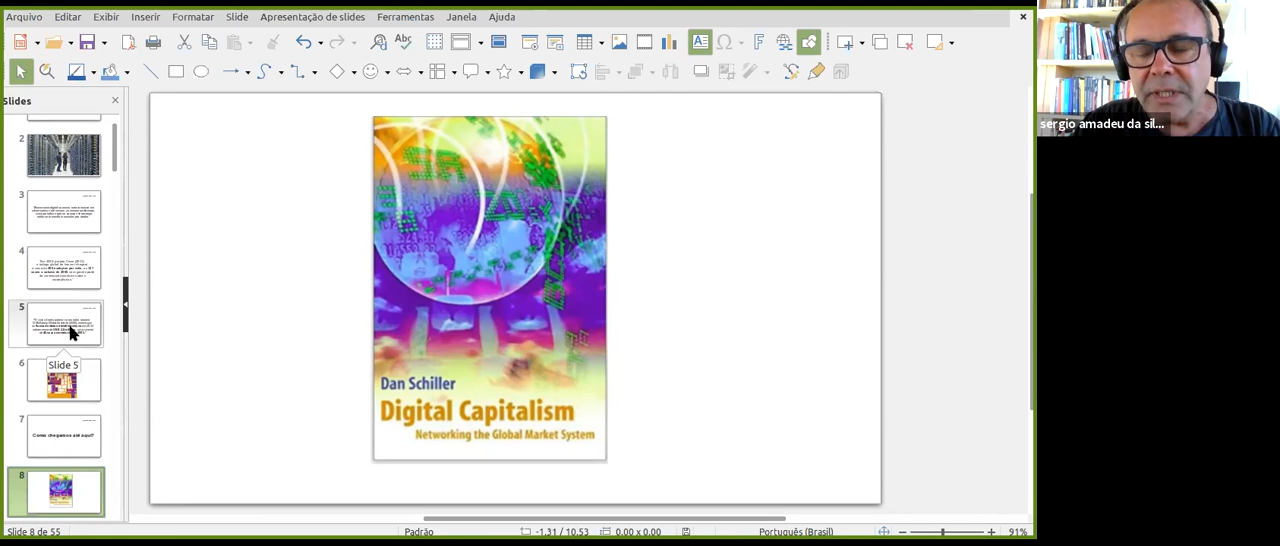 Arquivo Editar Exibir Inserir Formatar Slide Apresentação de slides Ferramentas Janela Ajuda
Abc
Slides
sergio amadeu da sil...
2
3
4
5
Slide 5
6
7
Como chegamos até aqui?
8
Dan Schiller
Digital Capitalism
Networking the Global Market System
Slide 8 de 55 Padrão -1.31 / 10.53 0.00 x 0.00 Português (Brasil) 91%